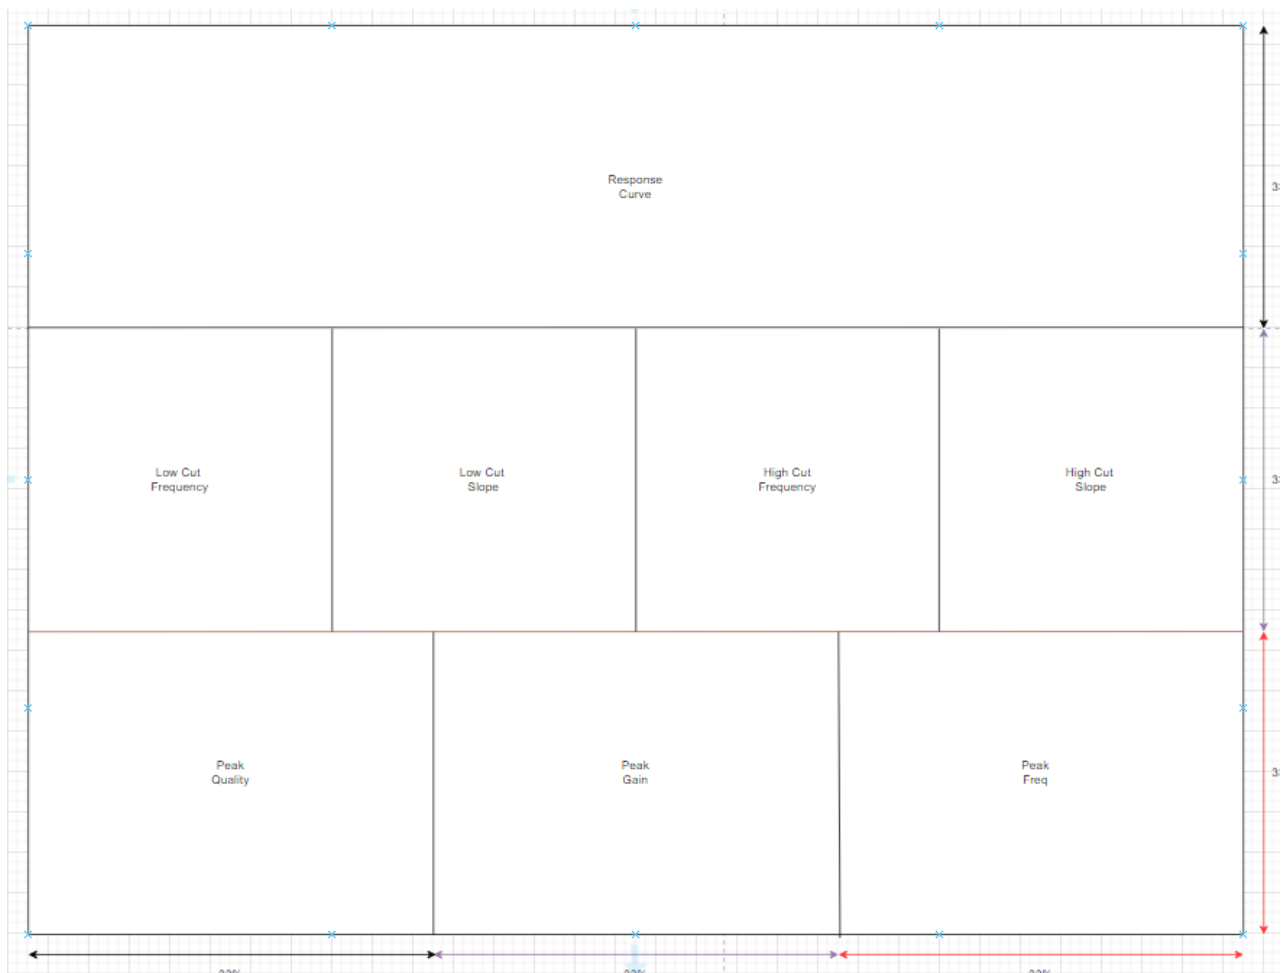 Response
Curve
Low Cut
Frequency
Low Cut
Slope
High Cut
Frequency
High Cut
Slope
Peak
Quality
Peak
Gain
Peak
Freq